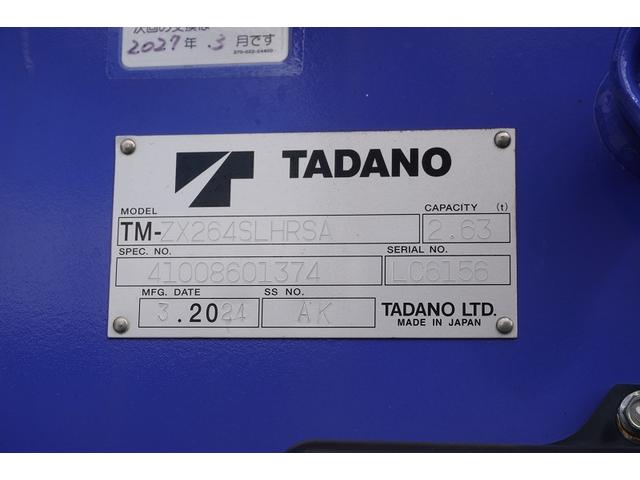 次回の交換は
2027年.3月です
TADANO
MODEL CAPACITY (t)
TM-ZX264SLHRSA 2.63
SPEC. NO. SERIAL NO.
41008601374 LC6156
MFG. DATE SS NO.
3.2024 AK TADANO LTD.
MADE IN JAPAN